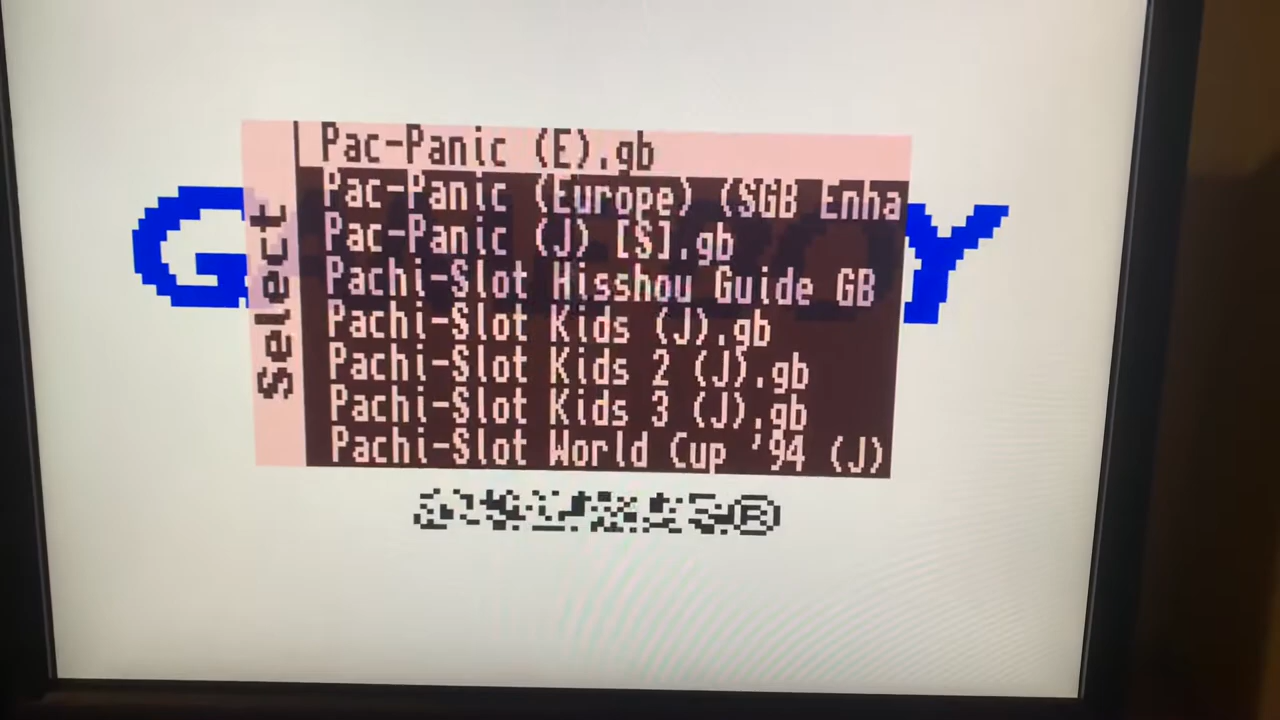 Select
Pac-Panic (E).gb
Pac-Panic (Europe) (SGB Enha
Pac-Panic (J) [S].gb
Pachi-Slot Hisshou Guide GB
Pachi-Slot Kids (J).gb
Pachi-Slot Kids 2 (J).gb
Pachi-Slot Kids 3 (J).gb
Pachi-Slot World Cup '94 (J)
G Y
®